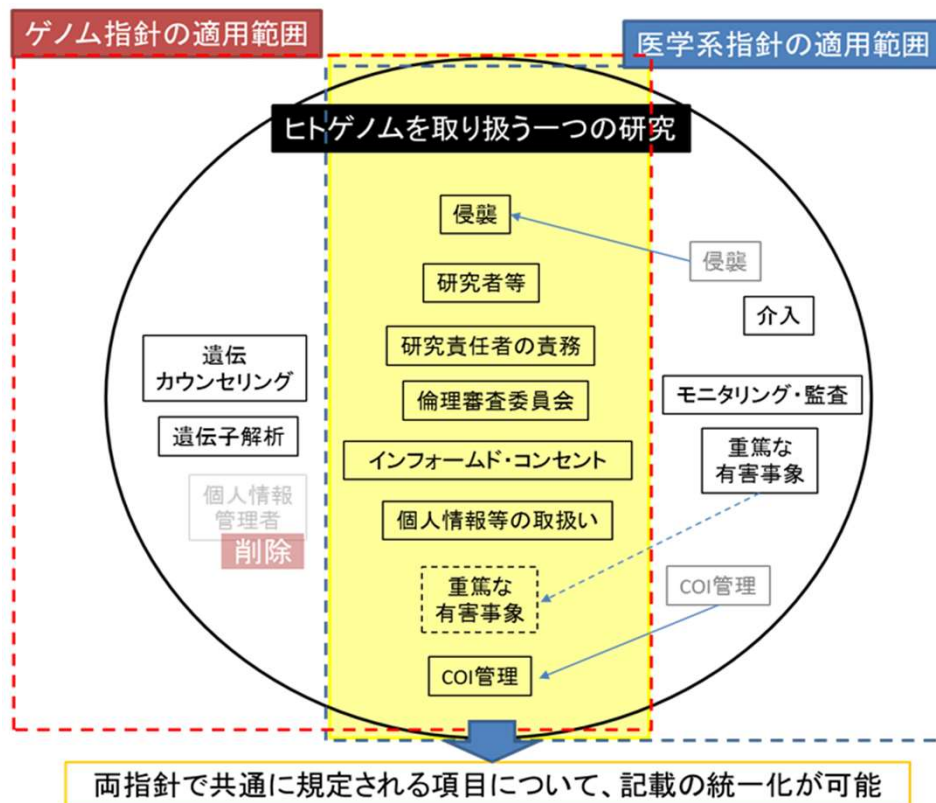 ゲノム指針の適用範囲
医学系指針の適用範囲
ヒトゲノムを取り扱う一つの研究
侵襲
侵襲
研究者等
介入
遺伝
カウンセリング
研究責任者の責務
倫理審査委員会
モニタリング・監査
遺伝子解析
インフォームド・コンセント
重篤な
有害事象
個人情報
管理者
削除
個人情報等の取扱い
重篤な
有害事象
COI管理
COI管理
両指針で共通に規定される項目について、記載の統一化が可能